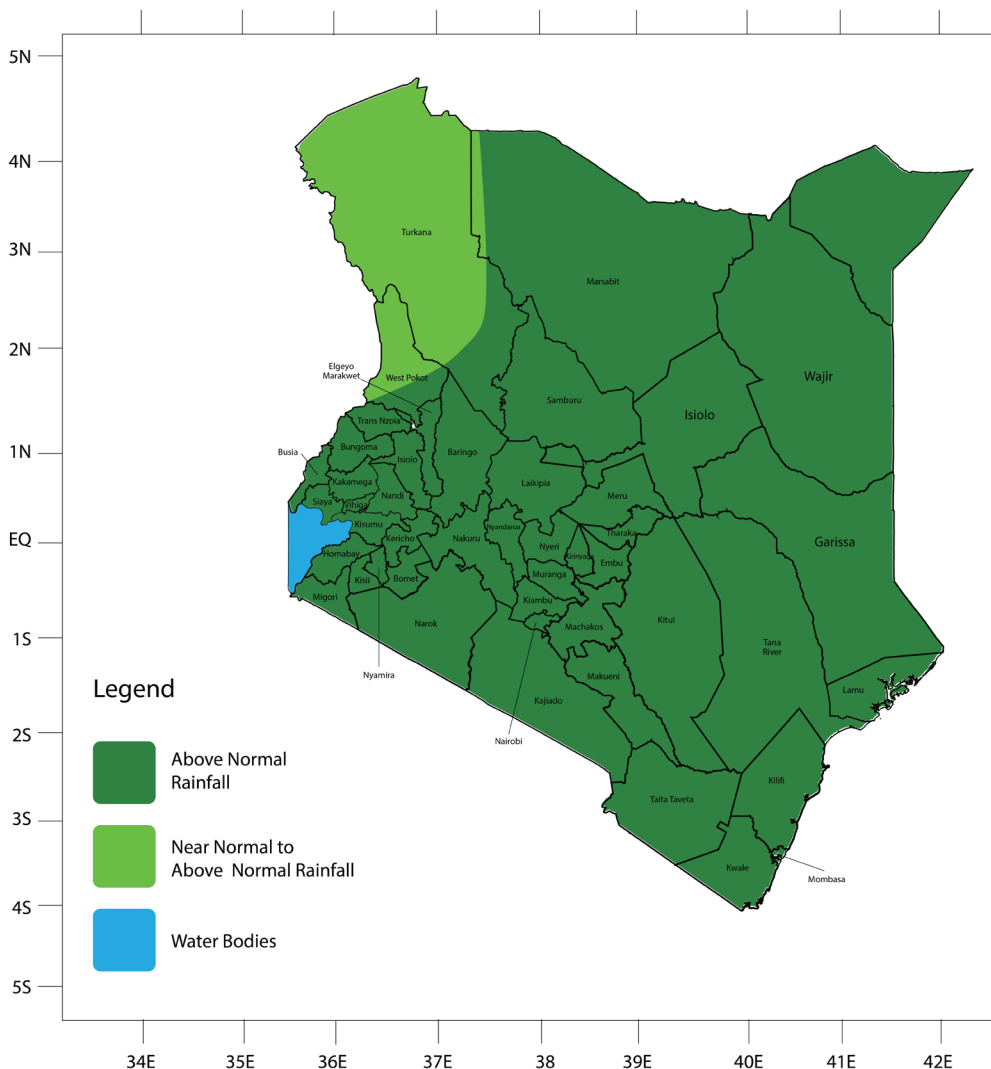 5N
4N
3N
2N
1N
EQ
1S
2S
3S
4S
5S
Turkana
Marsabit
Elgeyo
Marakwet
West Pokot
Wajir
Samburu
Isiolo
Trans Nzoia
Busia
Bungoma
Isiolo
Baringo
Kakamega
Laikipia
Siaya
Vihiga
Nandi
Meru
Kisumu
Kericho
Nakuru
Nyandarua
Nyeri
Kirinyaga
Tharaka
Garissa
Homabay
Embu
Kisii
Bomet
Muranga
Migori
Kiambu
Narok
Machakos
Kitui
Tana
River
Nyamira
Makueni
Kajiado
Lamu
Nairobi
Kilifi
Taita Taveta
Kwale
Mombasa
Legend
Above Normal
Rainfall
Near Normal to
Above Normal Rainfall
Water Bodies
34E
35E
36E
37E
38
39E
40E
41E
42E